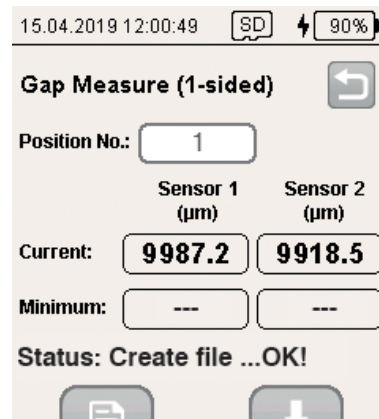 15.04.2019 12:00:49 SD 90%
Gap Measure (1-sided)
Position No.: 1
Sensor 1 Sensor 2
(µm) (µm)
Current: 9987.2 9918.5
Minimum: --- ---
Status: Create file ...OK!